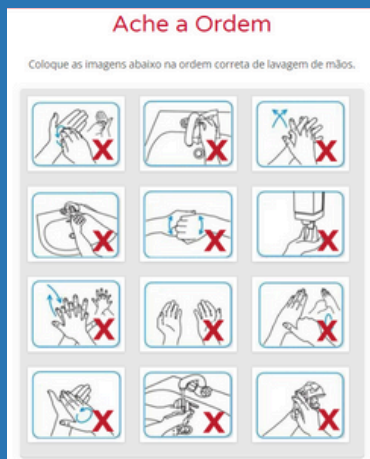 Ache a Ordem
Coloque as imagens abaixo na ordem correta de lavagem de mãos.